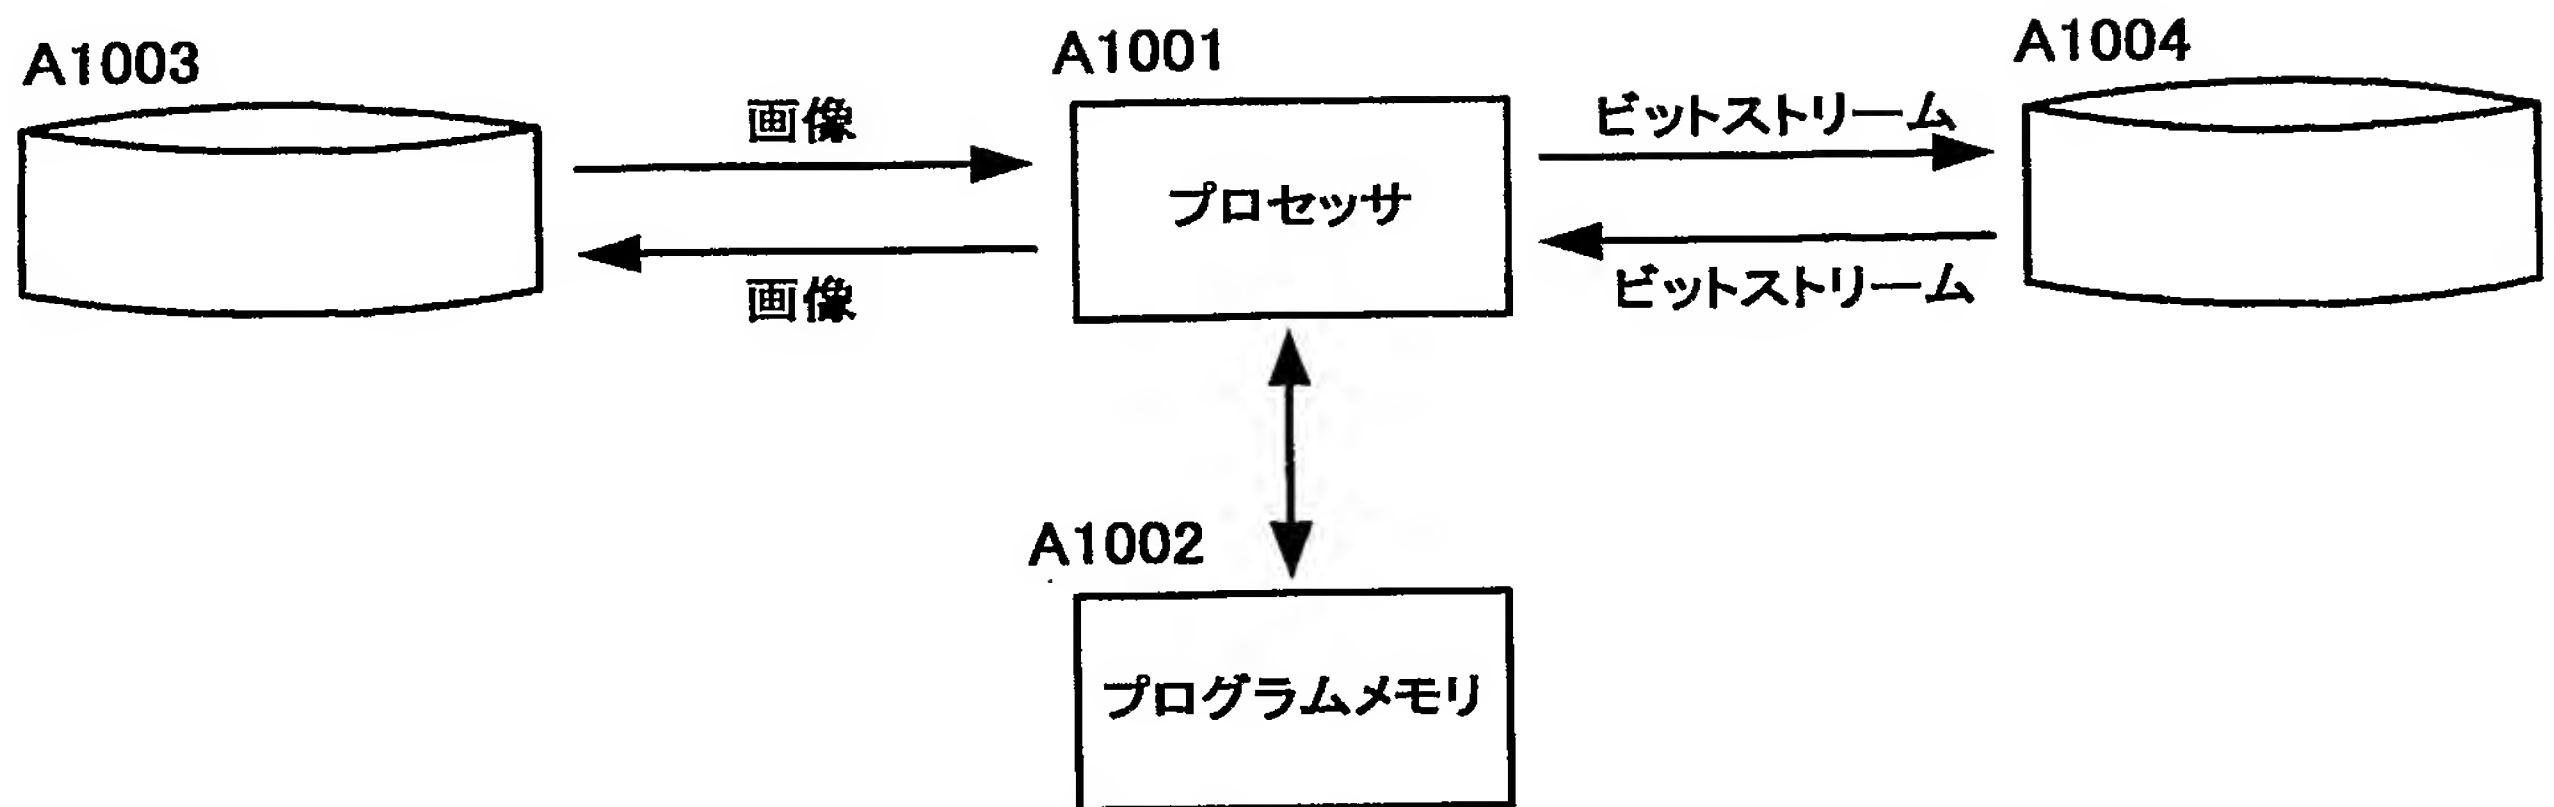 A1003
A1001
A1004
画像
ビットストリーム
プロセッサ
画像
ビットストリーム
A1002
プログラムメモリ